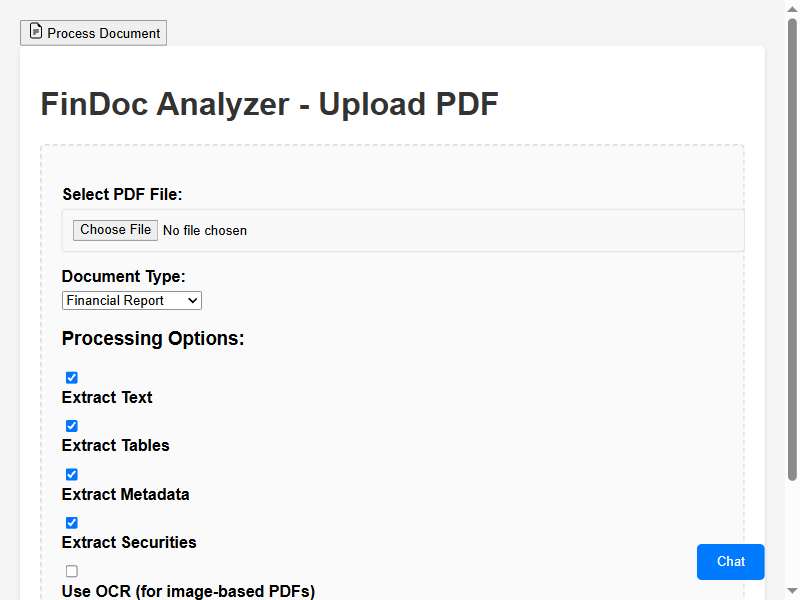 Process Document
FinDoc Analyzer - Upload PDF
Select PDF File:
Choose File No file chosen
Document Type:
Financial Report
Processing Options:
Extract Text
Extract Tables
Extract Metadata
Extract Securities
Chat
Use OCR (for image-based PDFs)